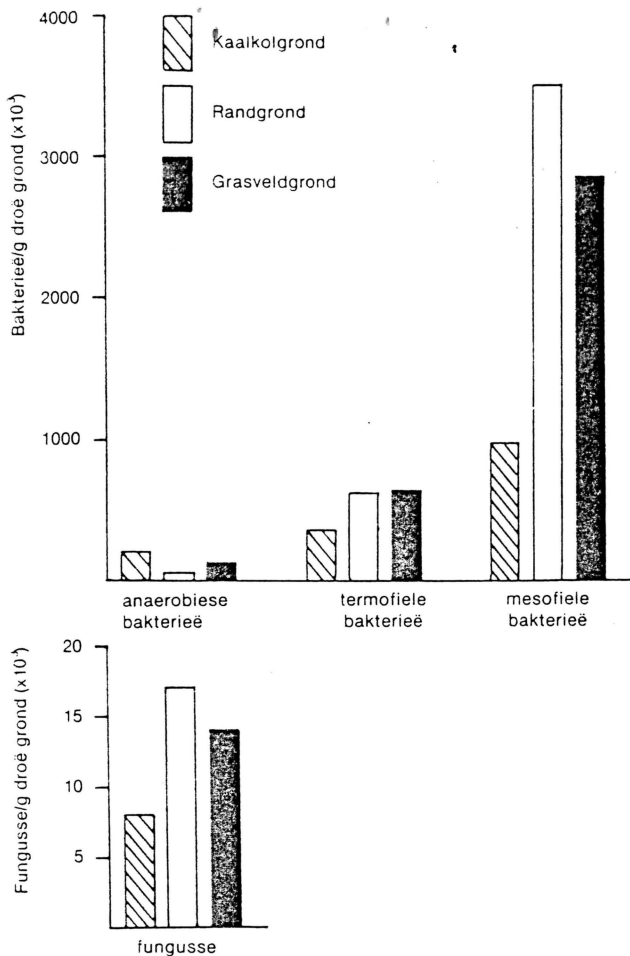 Bakterieë/g droë grond (x10³)
4000
3000
2000
1000
Kaalkolgrond
Randgrond
Grasveldgrond
anaerobiese
bakterieë
termofiele
bakterieë
mesofiele
bakterieë
Fungusse/g droë grond (x10³)
20
15
10
5
fungusse